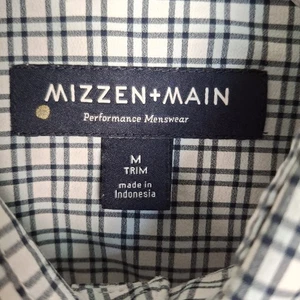 MIZZEN+MAIN
Performance Menswear
M
TRIM
made in
Indonesia